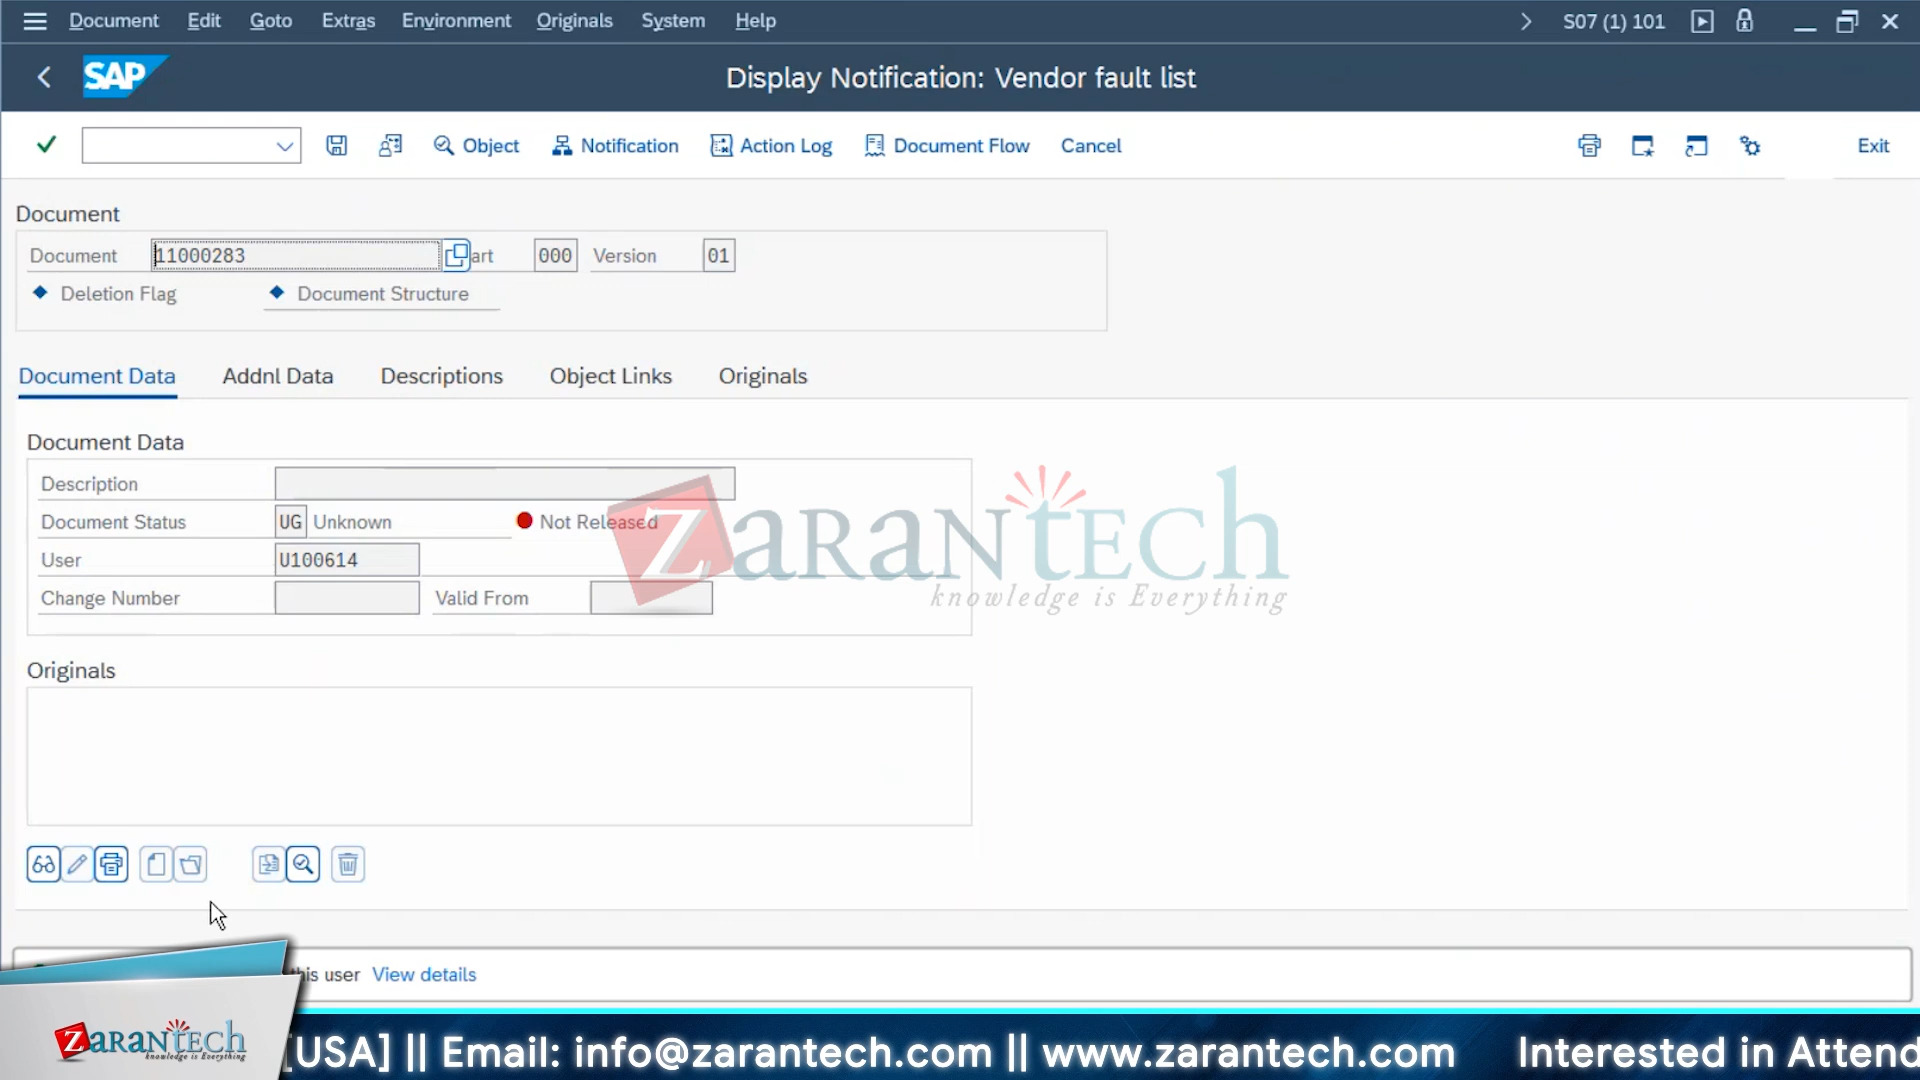 Document Edit Goto Extras Environment Originals System Help S07 (1) 101
SAP Display Notification: Vendor fault list
Object Notification Action Log Document Flow Cancel Exit
Document
Document 11000283 art 000 Version 01
Deletion Flag Document Structure
Document Data Addnl Data Descriptions Object Links Originals
Document Data
Description
Document Status UG Unknown Not Released
User U100614
Change Number Valid From
ZaranTech
knowledge is Everything
Originals
this user View details
ZaranTech
knowledge is Everything
[USA] || Email: info@zarantech.com || www.zarantech.com Interested in Attend